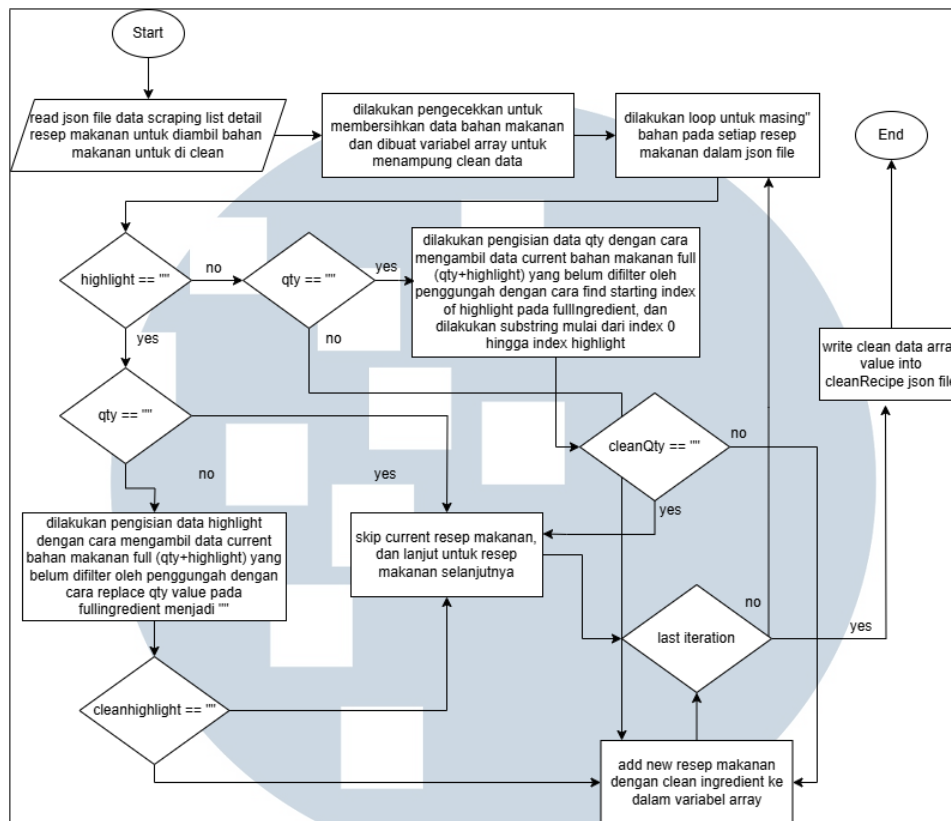 Start
read json file data scraping list detail
resep makanan untuk diambil bahan
makanan untuk di clean
dilakukan pengecekkan untuk
membersihkan data bahan makanan
dan dibuat variabel array untuk
menampung clean data
dilakukan loop untuk masing"
bahan pada setiap resep
makanan dalam json file
End
highlight == ""
no
qty == ""
yes
dilakukan pengisian data qty dengan cara
mengambil data current bahan makanan full
(qty+highlight) yang belum difilter oleh
penggungah dengan cara find starting index
of highlight pada fullIngredient, dan
dilakukan substring mulai dari index 0
hingga index highlight
yes
no
write clean data array
value into
cleanRecipe json file
qty == ""
cleanQty == ""
no
no
yes
yes
dilakukan pengisian data highlight
dengan cara mengambil data current
bahan makanan full (qty+highlight) yang
belum difilter oleh penggungah dengan
cara replace qty value pada
fullingredient menjadi ""
skip current resep makanan,
dan lanjut untuk resep
makanan selanjutnya
no
last iteration
yes
cleanhighlight == ""
add new resep makanan
dengan clean ingredient ke
dalam variabel array